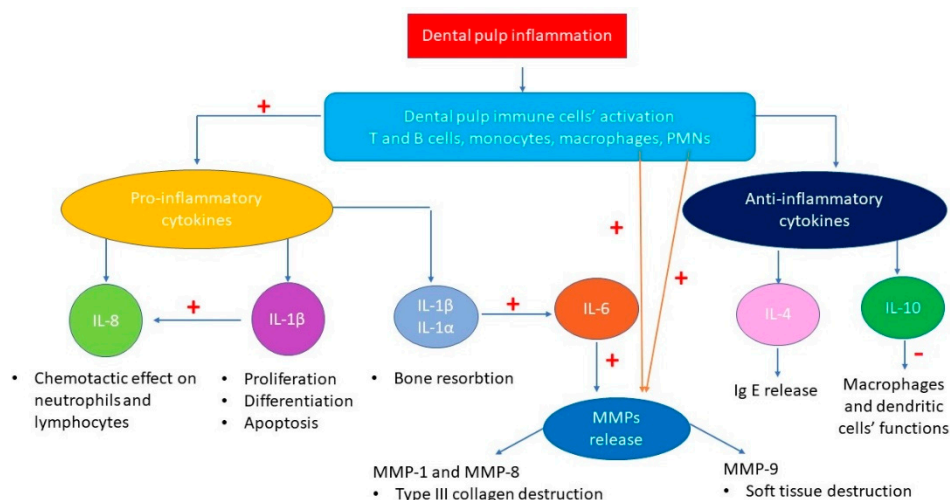 Dental pulp inflammation
+
Dental pulp immune cells' activation
T and B cells, monocytes, macrophages, PMNs
Pro-inflammatory
cytokines
Anti-inflammatory
cytokines
+
+
IL-8
+
IL-1β
IL-1β
IL-1α
+
IL-6
IL-4
IL-10
• Chemotactic effect on
neutrophils and
lymphocytes
• Proliferation
• Differentiation
• Apoptosis
• Bone resorbtion
+
-
Ig E release
Macrophages
and dendritic
cells' functions
MMPs
release
MMP-1 and MMP-8
• Type III collagen destruction
MMP-9
• Soft tissue destruction